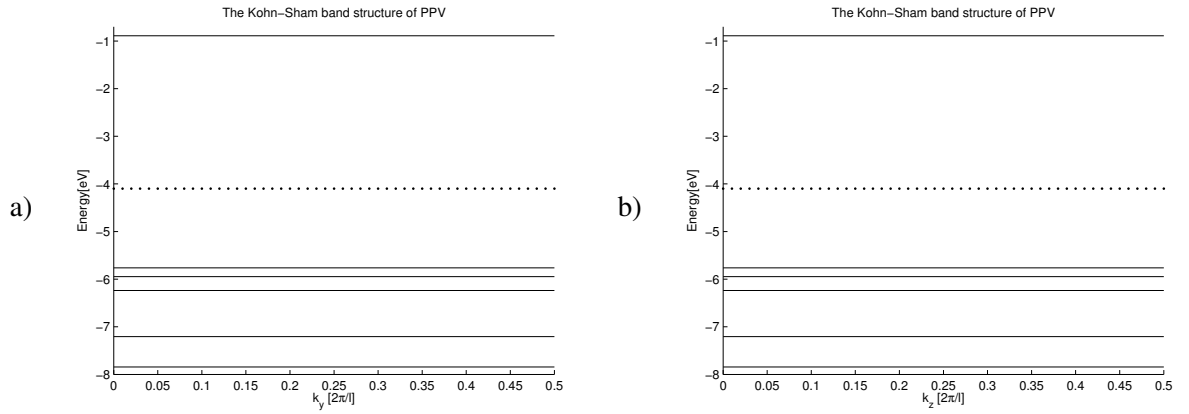 a)
The Kohn−Sham band structure of PPV
Energy[eV]
−1
−2
−3
−4
−5
−6
−7
−8
0 0.05 0.1 0.15 0.2 0.25 0.3 0.35 0.4 0.45 0.5
k_y [2π/l]
b)
The Kohn−Sham band structure of PPV
Energy[eV]
−1
−2
−3
−4
−5
−6
−7
−8
0 0.05 0.1 0.15 0.2 0.25 0.3 0.35 0.4 0.45 0.5
k_z [2π/l]